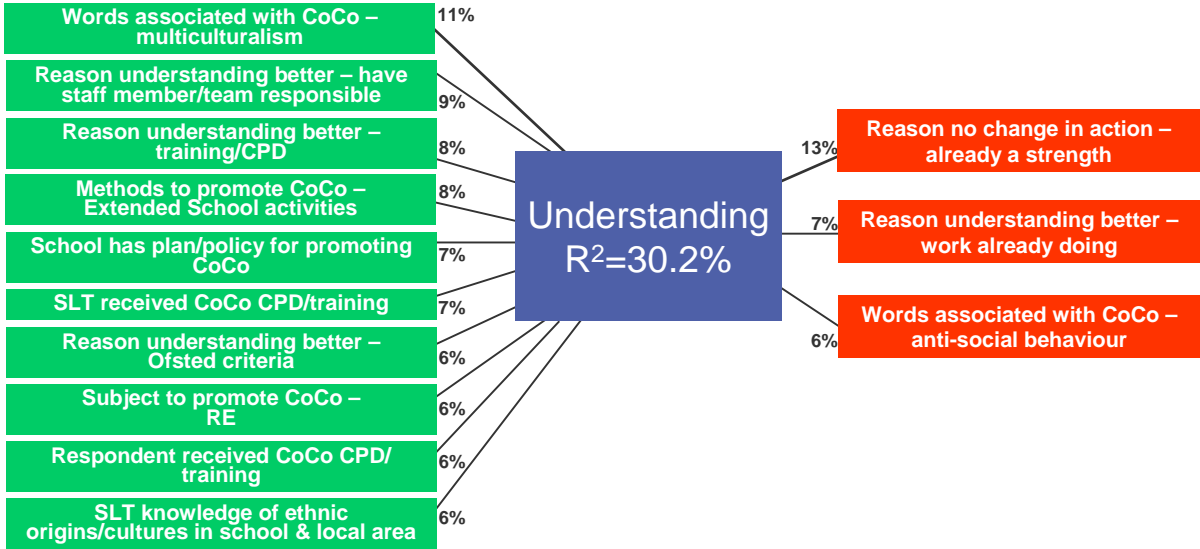 Words associated with CoCo –
multiculturalism
11%
Reason understanding better – have
staff member/team responsible
9%
Reason understanding better –
training/CPD
8%
Methods to promote CoCo –
Extended School activities
8%
School has plan/policy for promoting
CoCo
7%
SLT received CoCo CPD/training
7%
Reason understanding better –
Ofsted criteria
6%
Subject to promote CoCo –
RE
6%
Respondent received CoCo CPD/
training
6%
SLT knowledge of ethnic
origins/cultures in school & local area
6%
Understanding
R²=30.2%
13%
Reason no change in action –
already a strength
7%
Reason understanding better –
work already doing
6%
Words associated with CoCo –
anti-social behaviour